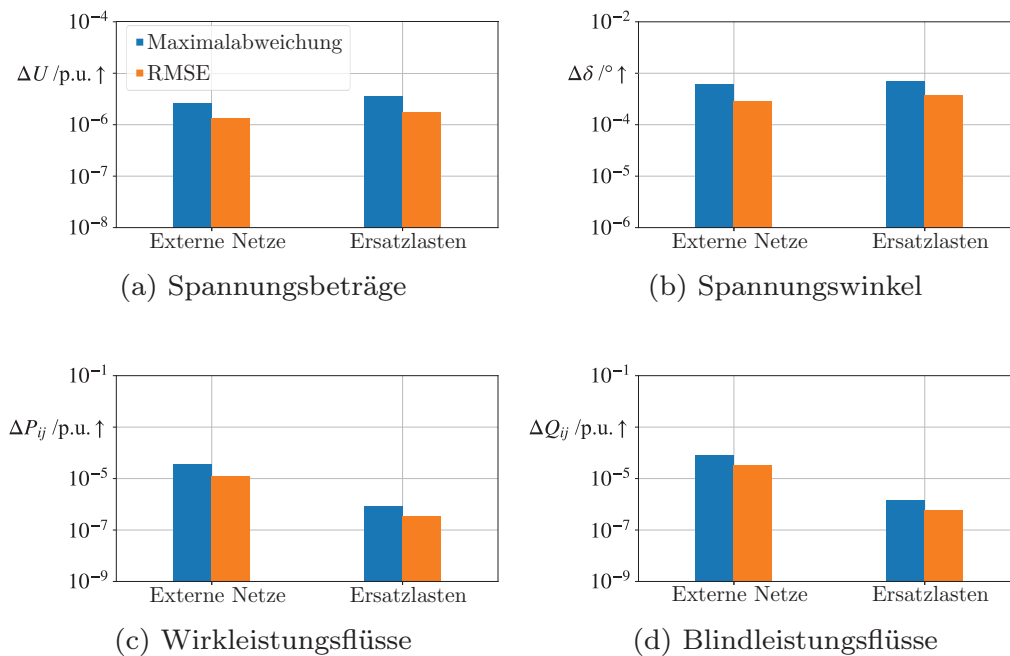 10⁻⁴
Maximalabweichung
RMSE
ΔU /p.u. ↑
10⁻⁶
10⁻⁷
10⁻⁸
Externe Netze
Ersatzlasten
(a) Spannungsbeträge
10⁻²
Δδ /° ↑
10⁻⁴
10⁻⁵
10⁻⁶
Externe Netze
Ersatzlasten
(b) Spannungswinkel
10⁻¹
ΔPᵢⱼ /p.u. ↑
10⁻⁵
10⁻⁷
10⁻⁹
Externe Netze
Ersatzlasten
(c) Wirkleistungsflüsse
10⁻¹
ΔQᵢⱼ /p.u. ↑
10⁻⁵
10⁻⁷
10⁻⁹
Externe Netze
Ersatzlasten
(d) Blindleistungsflüsse